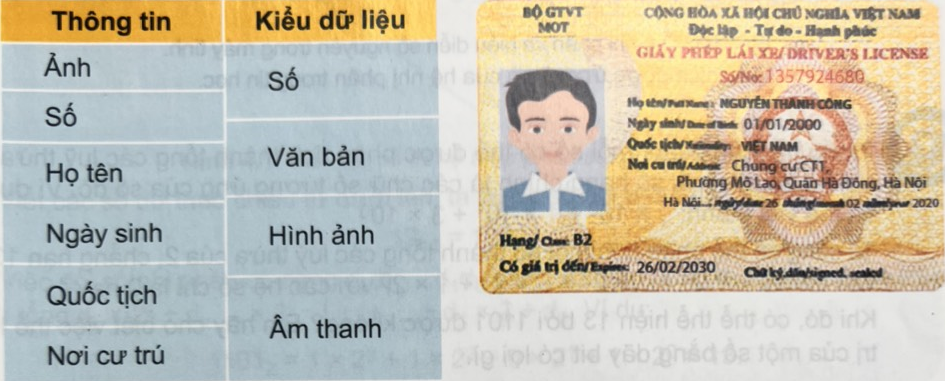 Thông tin
Kiểu dữ liệu
Ảnh
Số
Họ tên
Ngày sinh
Quốc tịch
Nơi cư trú
Số
Văn bản
Hình ảnh
Âm thanh
BỘ GTVT
MOT
CỘNG HÒA XÃ HỘI CHỦ NGHĨA VIỆT NAM
Độc lập - Tự do - Hạnh phúc
GIẤY PHÉP LÁI XE/ DRIVER'S LICENSE
Số/No: 1357924680
Họ tên/Full Name: NGUYỄN THÀNH CÔNG
Ngày sinh/Date of Birth: 01/01/2000
Quốc tịch/Nationality: VIỆT NAM
Nơi cư trú/Address: Chung cư CT1,
Phường Mỗ Lao, Quận Hà Đông, Hà Nội
Hà Nội, ngày/date 26 tháng/month 02 năm/year 2020
Hạng/ Class: B2
Có giá trị đến/Expires: 26/02/2030
Chữ ký, dấu/signed, sealed